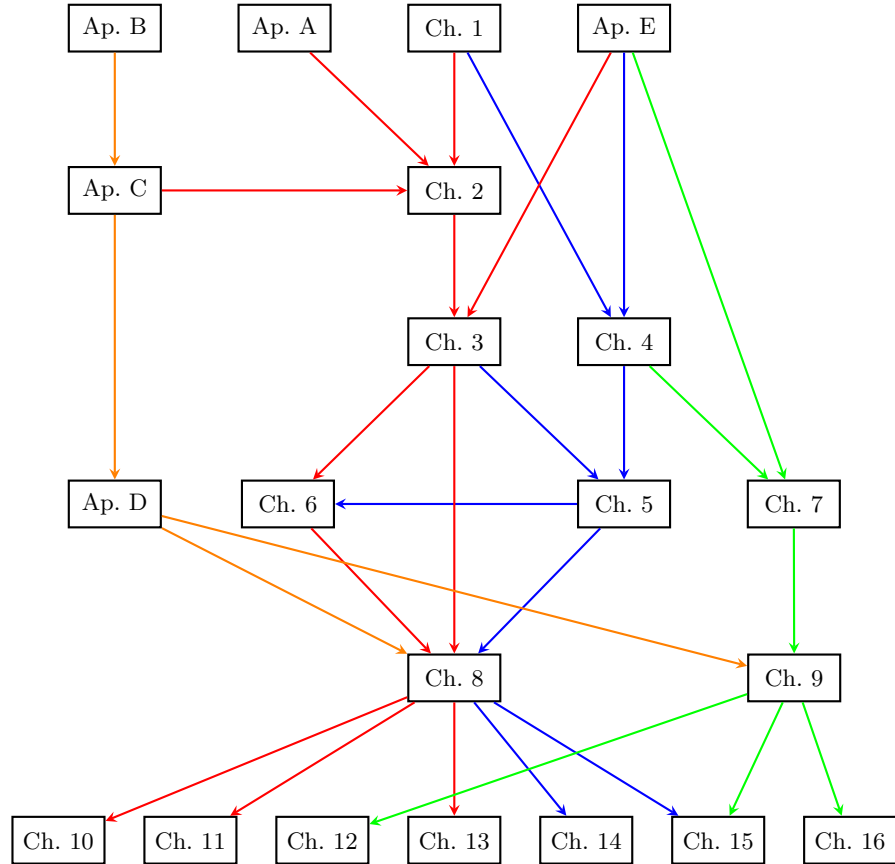 Ap. B
Ap. A
Ch. 1
Ap. E
Ap. C
Ch. 2
Ch. 3
Ch. 4
Ap. D
Ch. 6
Ch. 5
Ch. 7
Ch. 8
Ch. 9
Ch. 10
Ch. 11
Ch. 12
Ch. 13
Ch. 14
Ch. 15
Ch. 16